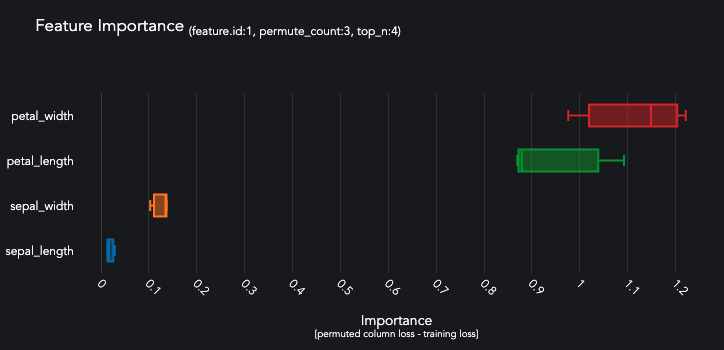 Feature Importance (feature.id:1, permute_count:3, top_n:4)
petal_width
petal_length
sepal_width
sepal_length
0 0.1 0.2 0.3 0.4 0.5 0.6 0.7 0.8 0.9 1 1.1 1.2
Importance
[permuted column loss - training loss]